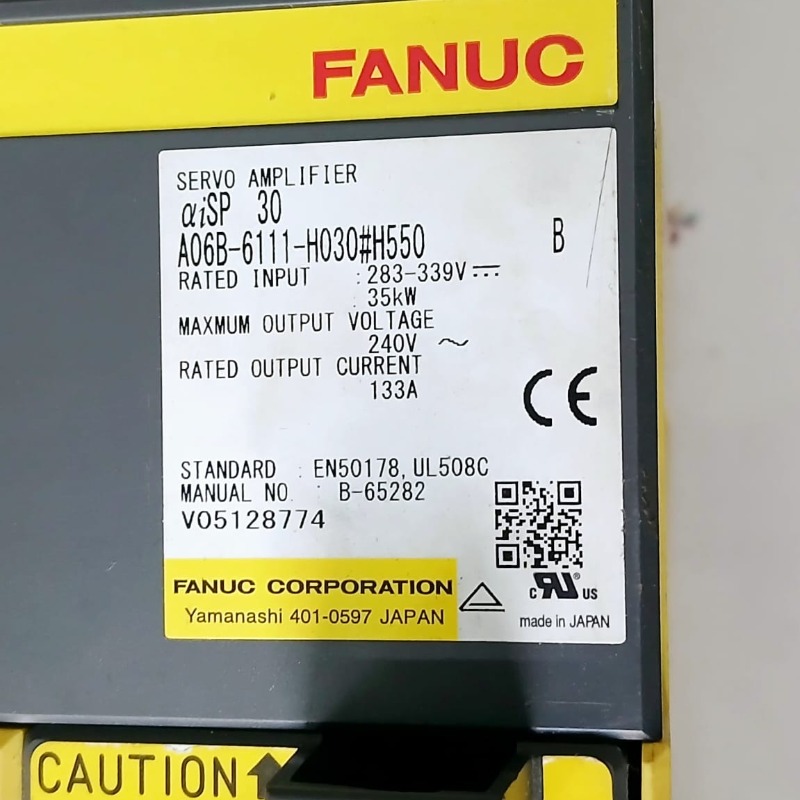 FANUC
SERVO AMPLIFIER
αiSP 30
A06B-6111-H030#H550 B
RATED INPUT : 283-339V ⎓
35kW
MAXMUM OUTPUT VOLTAGE
240V ~
RATED OUTPUT CURRENT
133A
CE
STANDARD : EN50178, UL508C
MANUAL NO. : B-65282
V05128774
FANUC CORPORATION
Yamanashi 401-0597 JAPAN
c RU® US
made in JAPAN
CAUTION